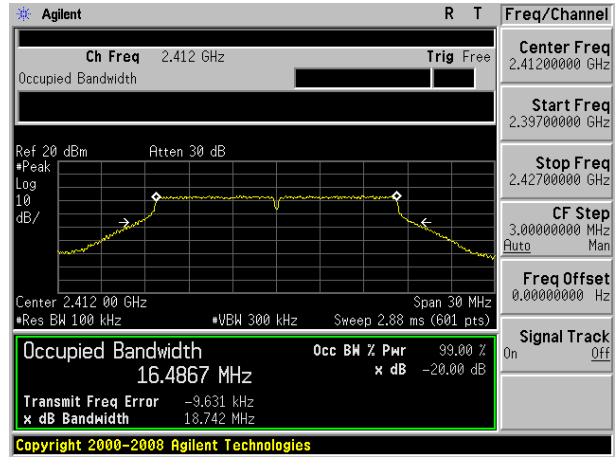 Agilent R T
Freq/Channel
Ch Freq 2.412 GHz Trig Free
Occupied Bandwidth
Center Freq
2.41200000 GHz
Start Freq
2.39700000 GHz
Stop Freq
2.42700000 GHz
CF Step
3.00000000 MHz
Auto Man
Freq Offset
0.00000000 Hz
Signal Track
On Off
Ref 20 dBm Atten 30 dB
#Peak
Log
10
dB/
Center 2.412 00 GHz Span 30 MHz
#Res BW 100 kHz #VBW 300 kHz Sweep 2.88 ms (601 pts)
Occupied Bandwidth Occ BW % Pwr 99.00 %
16.4867 MHz x dB -20.00 dB
Transmit Freq Error -9.631 kHz
x dB Bandwidth 18.742 MHz
Copyright 2000-2008 Agilent Technologies